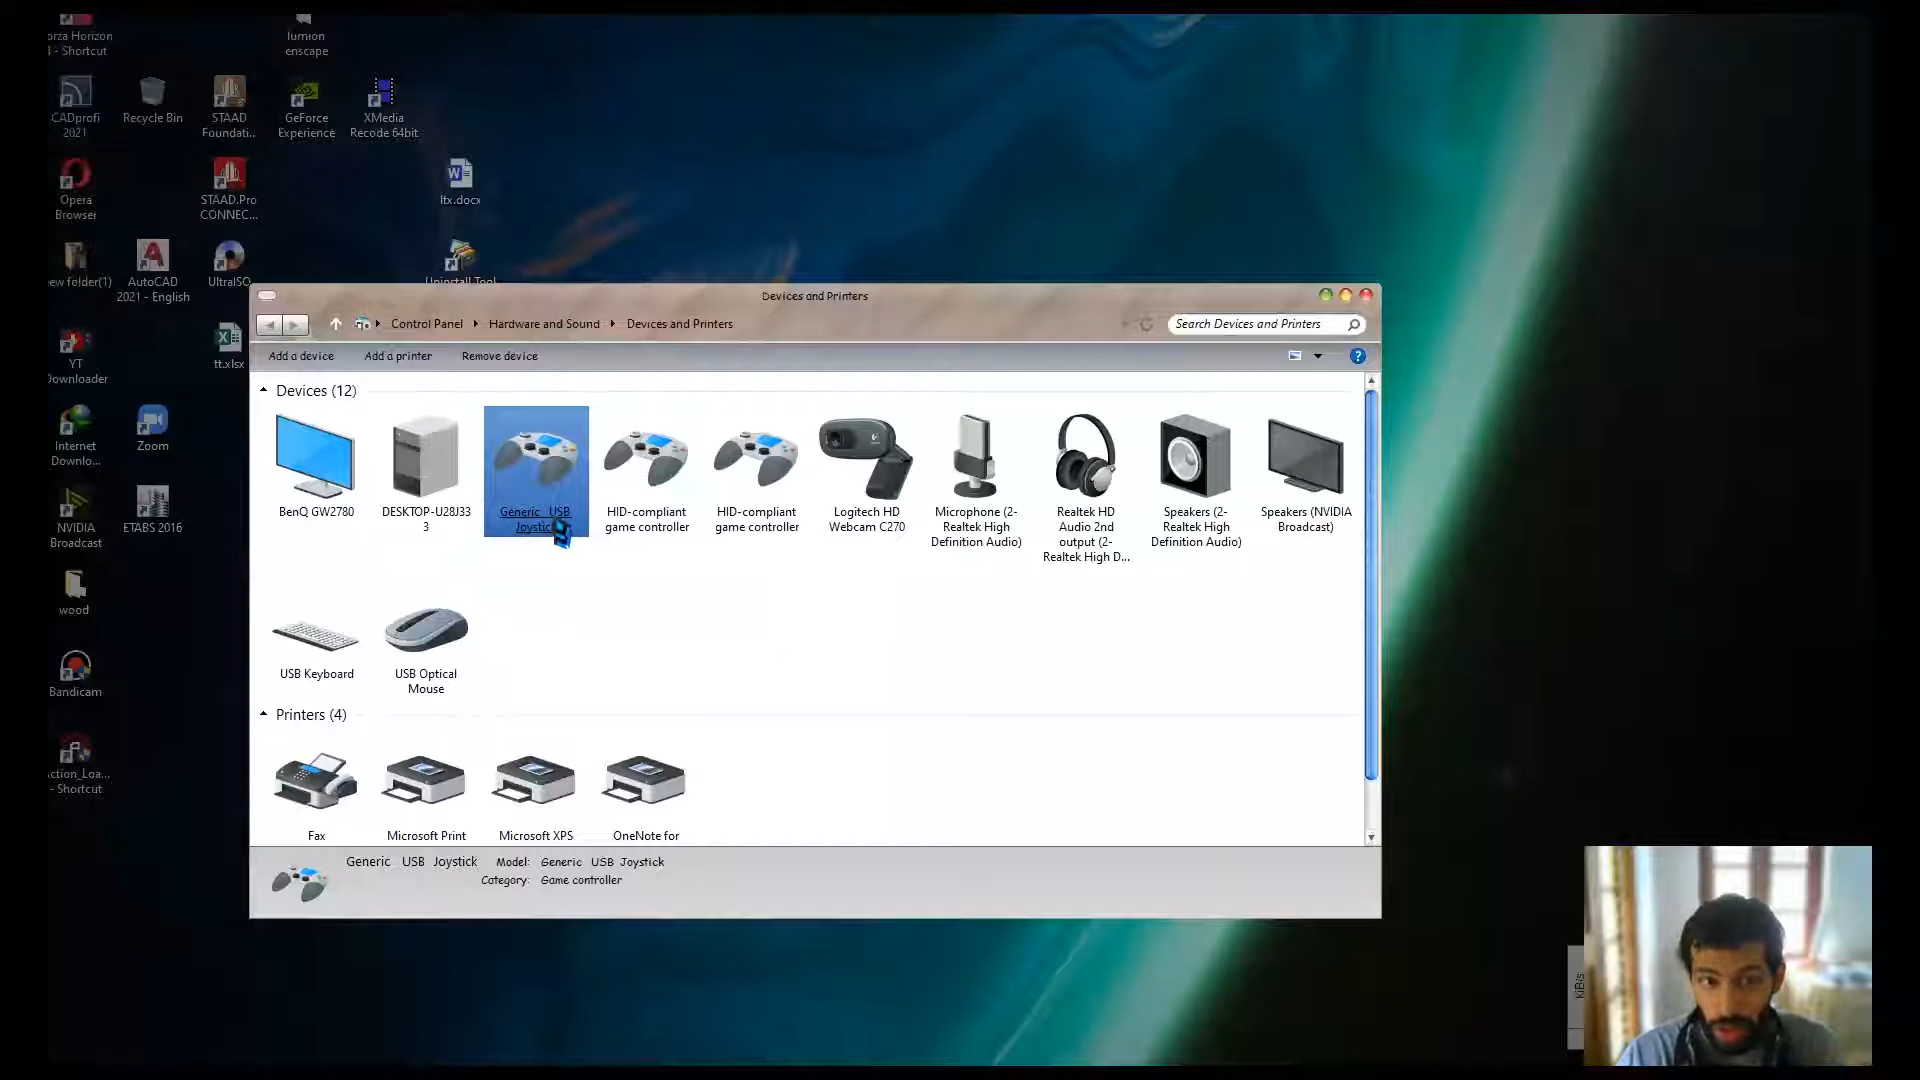 orza Horizon
4 - Shortcut
lumion
enscape
CADprofi
2021
Recycle Bin
STAAD
Foundati...
GeForce
Experience
XMedia
Recode 64bit
Opera
Browser
STAAD.Pro
CONNEC...
ltx.docx
ew folder(1)
AutoCAD
2021 - English
UltraISO
Uninstall Tool
YT
Downloader
tt.xlsx
Internet
Downlo...
Zoom
NVIDIA
Broadcast
ETABS 2016
wood
Bandicam
ction_Loa...
- Shortcut
Devices and Printers
Control Panel
Hardware and Sound
Devices and Printers
Search Devices and Printers
Add a device
Add a printer
Remove device
Devices (12)
BenQ GW2780
DESKTOP-U28J33
3
Generic USB
Joystick
HID-compliant
game controller
HID-compliant
game controller
Logitech HD
Webcam C270
Microphone (2-
Realtek High
Definition Audio)
Realtek HD
Audio 2nd
output (2-
Realtek High D...
Speakers (2-
Realtek High
Definition Audio)
Speakers (NVIDIA
Broadcast)
USB Keyboard
USB Optical
Mouse
Printers (4)
Fax
Microsoft Print
Microsoft XPS
OneNote for
Generic USB Joystick
Model: Generic USB Joystick
Category: Game controller
KiB/s